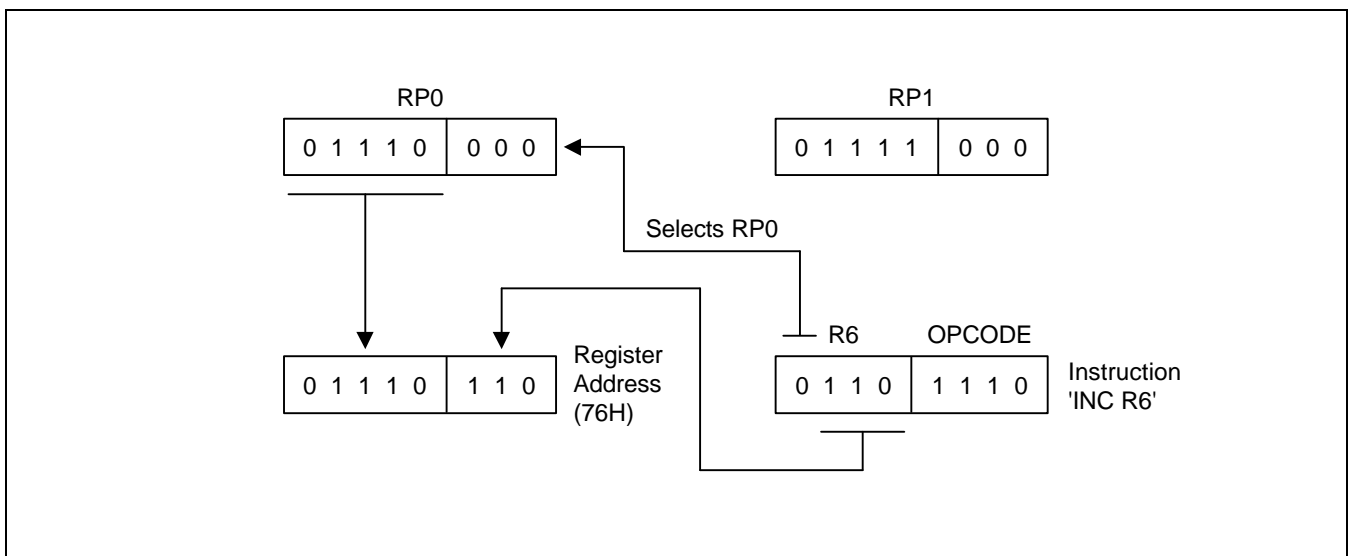 RP0
RP1
0 1 1 1 0 0 0 0
0 1 1 1 1 0 0 0
Selects RP0
R6 OPCODE
0 1 1 1 0 1 1 0
Register
Address
(76H)
0 1 1 0 1 1 1 0
Instruction
'INC R6'